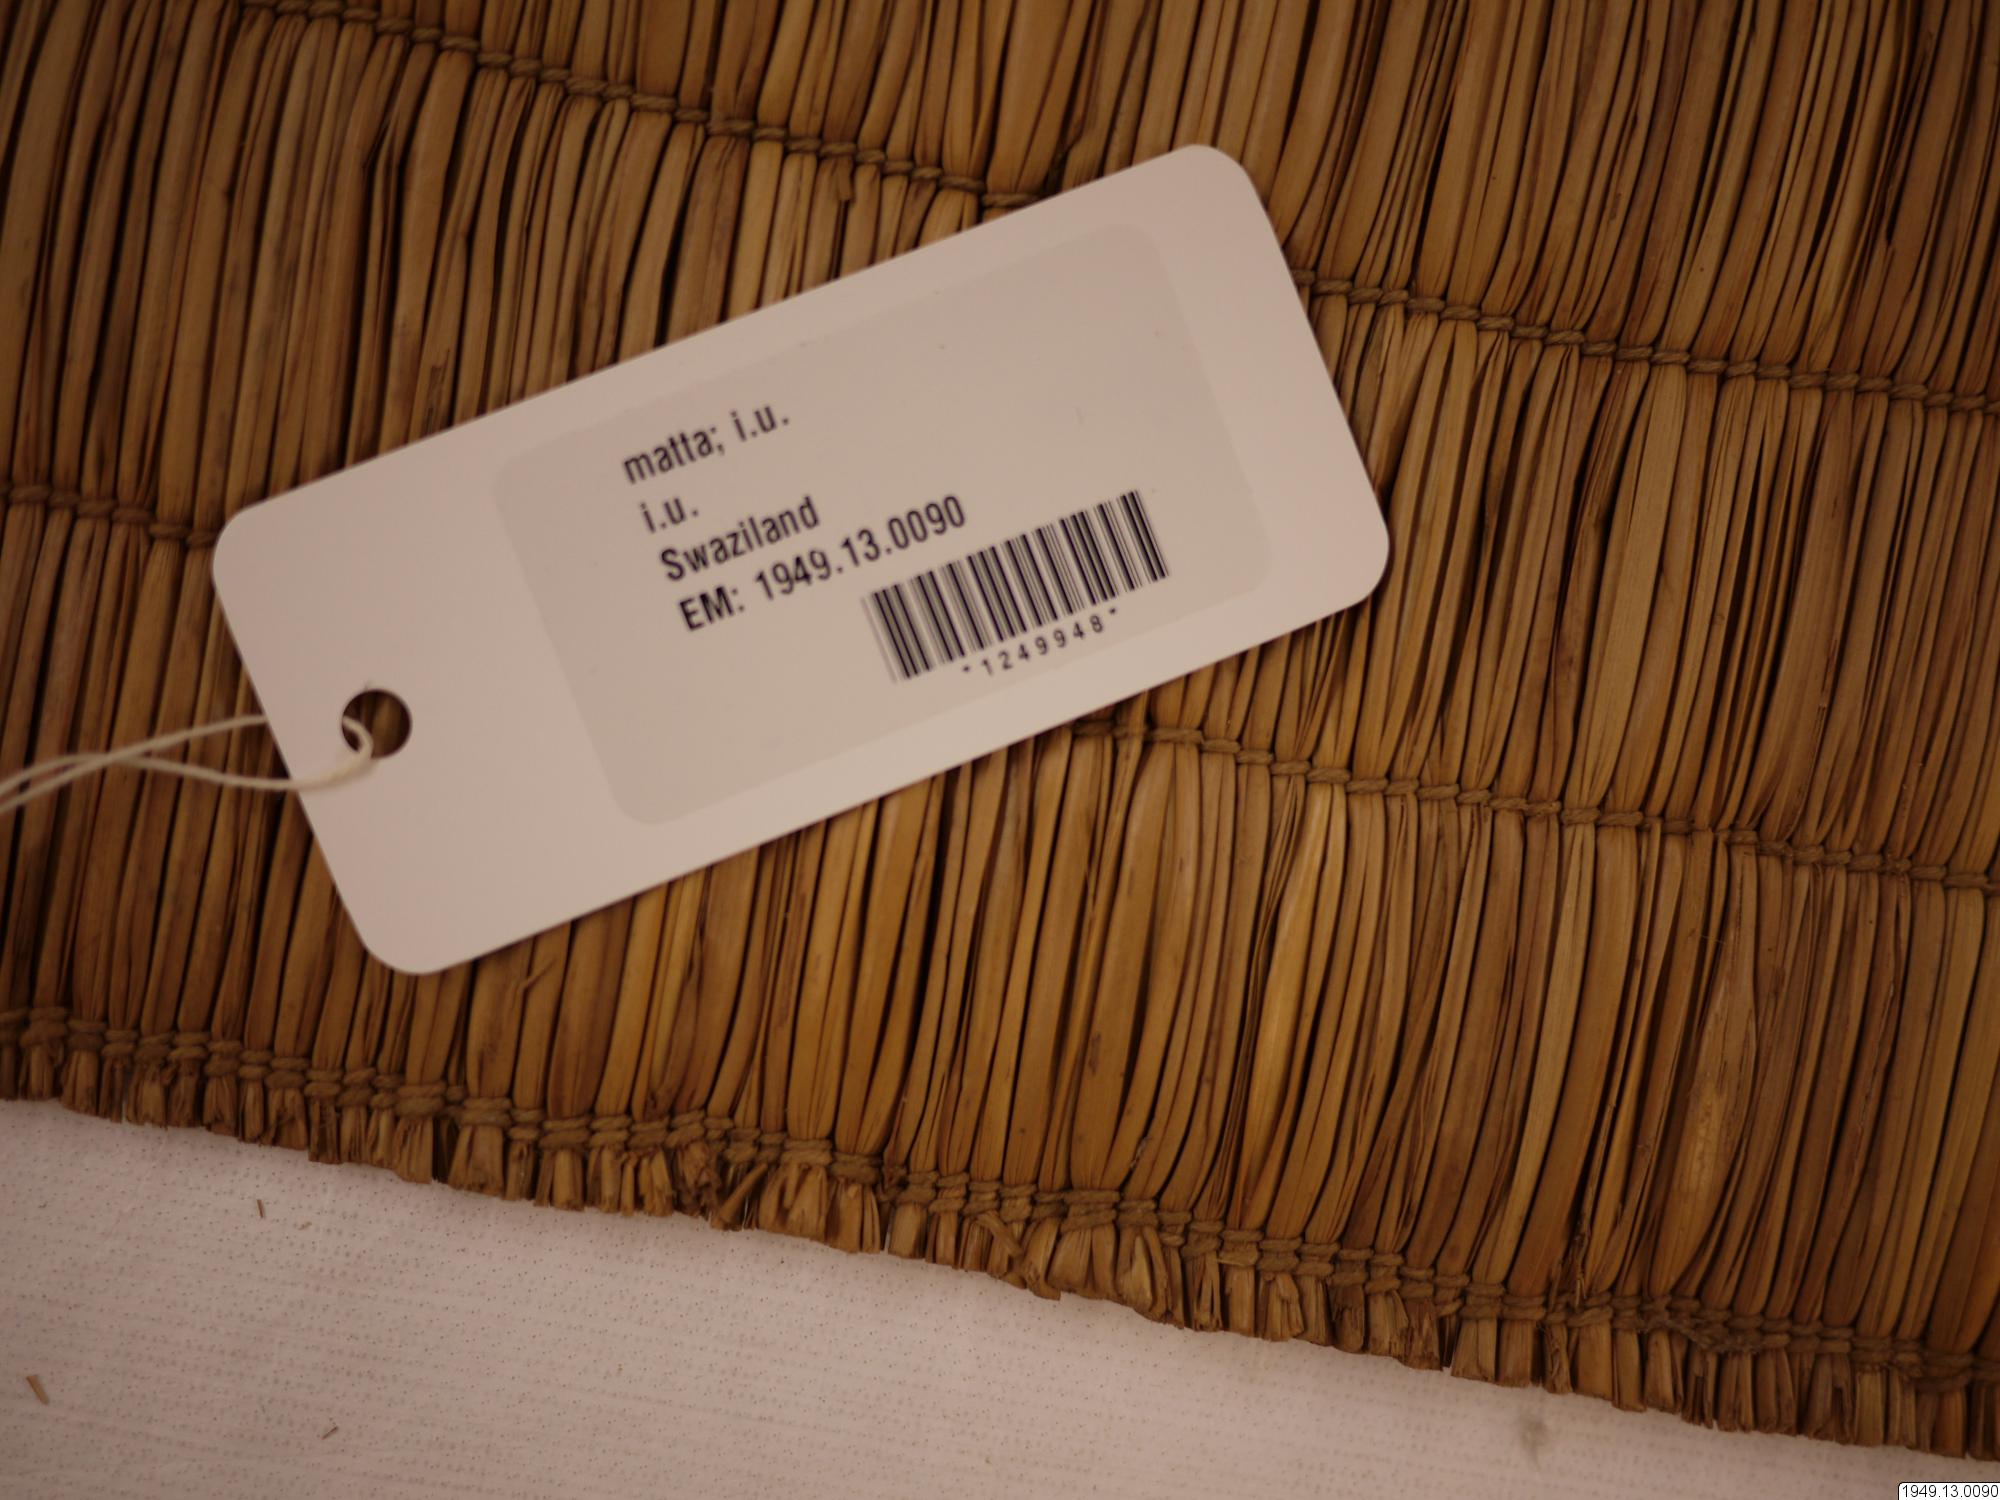 matta; i.u.
i.u.
Swaziland
EM: 1949.13.0090
*1249948*
1949.13.0090